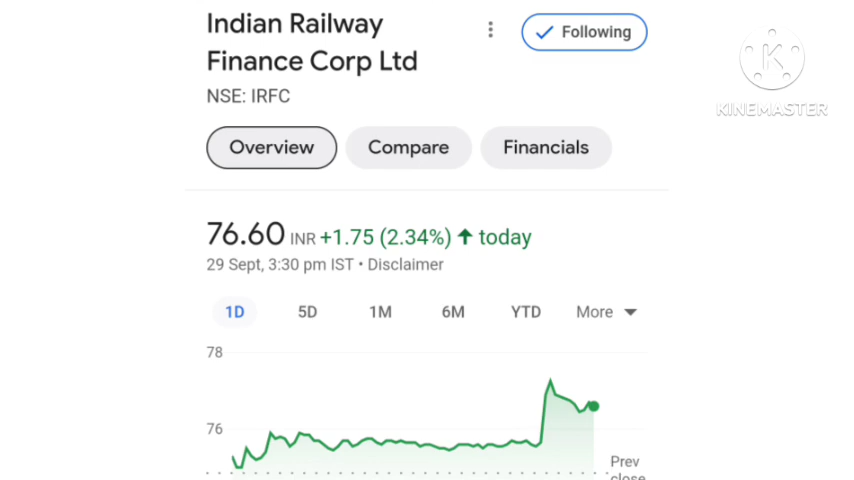 Indian Railway
Finance Corp Ltd
Following
NSE: IRFC
KINEMASTER
Overview
Compare
Financials
76.60 INR +1.75 (2.34%) ↑ today
29 Sept, 3:30 pm IST • Disclaimer
1D 5D 1M 6M YTD More
78
76
Prev
close